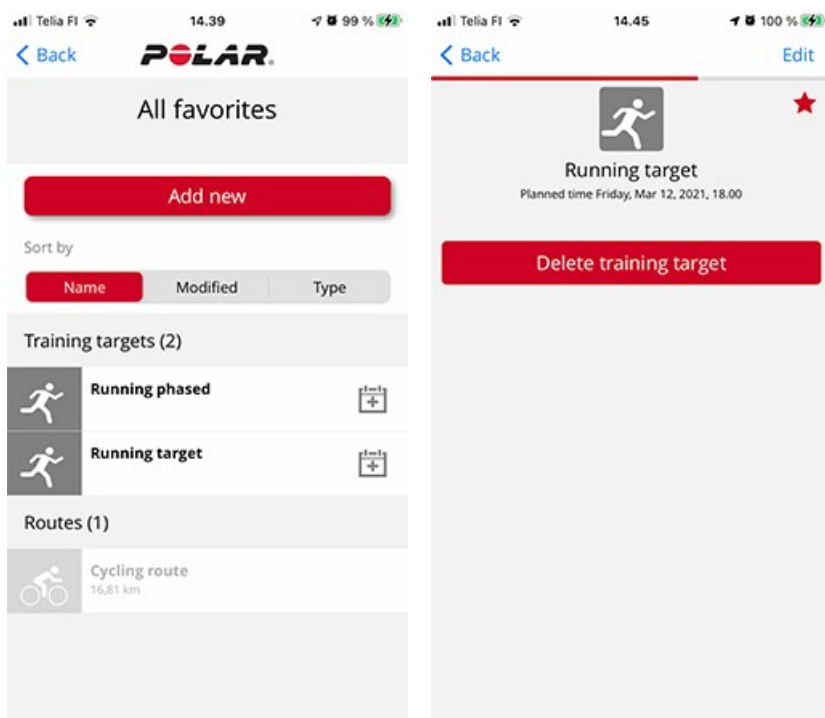 Telia FI 14.39 99 %
Back POLAR.
All favorites
Add new
Sort by
Name Modified Type
Training targets (2)
Running phased
Running target
Routes (1)
Cycling route
16,81 km
Telia FI 14.45 100 %
Back Edit
Running target
Planned time Friday, Mar 12, 2021, 18.00
Delete training target